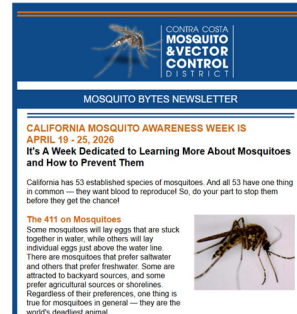 CONTRA COSTA
MOSQUITO
&VECTOR
CONTROL
DISTRICT
MOSQUITO BYTES NEWSLETTER
CALIFORNIA MOSQUITO AWARENESS WEEK IS
APRIL 19 - 25, 2026
It's A Week Dedicated to Learning More About Mosquitoes
and How to Prevent Them
California has 53 established species of mosquitoes. And all 53 have one thing
in common — they want blood to reproduce! So, do your part to stop them
before they get the chance!
The 411 on Mosquitoes
Some mosquitoes will lay eggs that are stuck
together in water, while others will lay
individual eggs just above the water line.
There are mosquitoes that prefer saltwater
and others that prefer freshwater. Some are
attracted to backyard sources, and some
prefer agricultural sources or shorelines.
Regardless of their preferences, one thing is
true for mosquitoes in general — they are the
world's deadliest animal